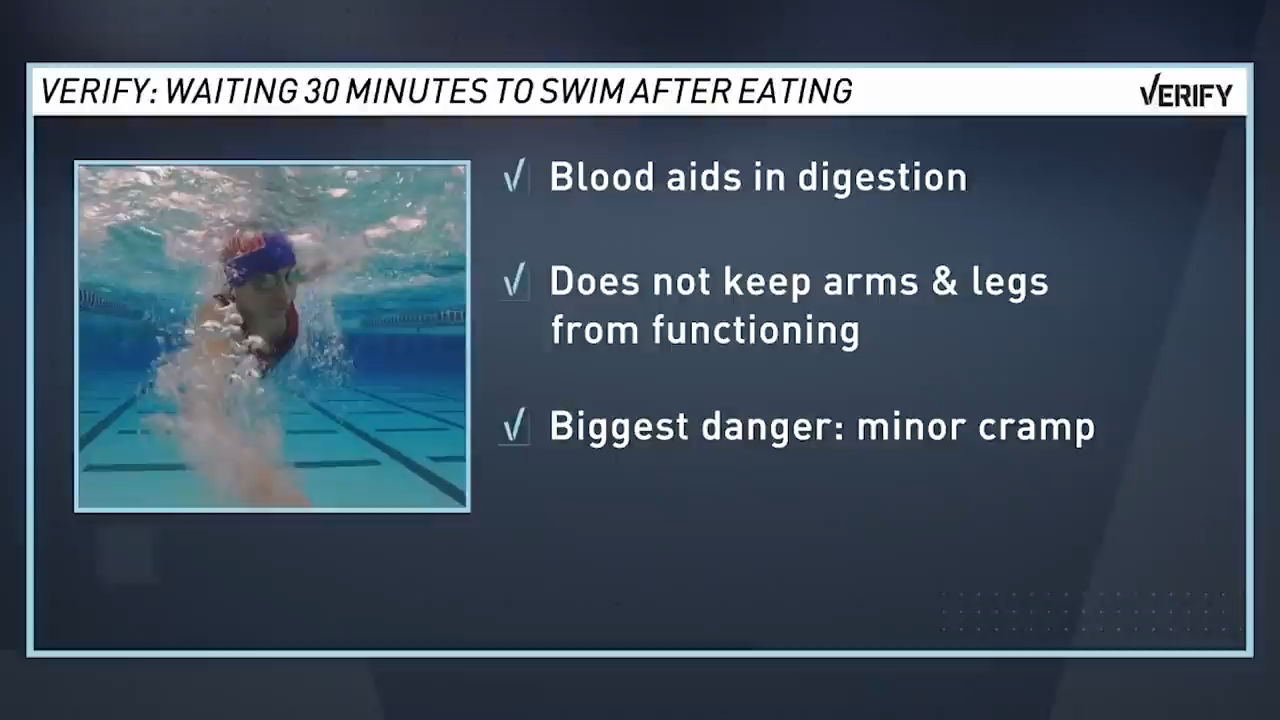 VERIFY: WAITING 30 MINUTES TO SWIM AFTER EATING
VERIFY
Blood aids in digestion
Does not keep arms & legs
from functioning
Biggest danger: minor cramp